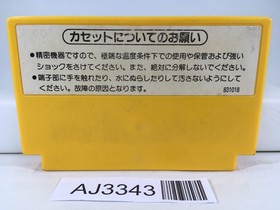 カセットについてのお願い
●精密機器ですので、極端な温度条件下での使用や保管および強い
ショックをさけてください。また、絶対に分解しないでください。
●端子部に手を触れたり、水にぬらしたりして汚さないようにして
ください。故障の原因となります。
831018
AJ3343